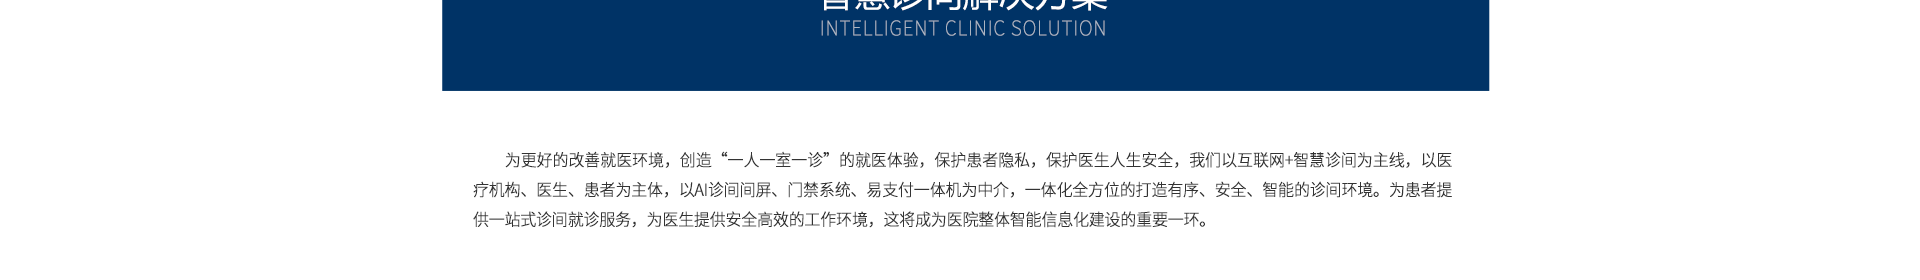 智慧诊间解决方案
INTELLIGENT CLINIC SOLUTION
为更好的改善就医环境，创造“一人一室一诊”的就医体验，保护患者隐私，保护医生人生安全，我们以互联网+智慧诊间为主线，以医
疗机构、医生、患者为主体，以AI诊间间屏、门禁系统、易支付一体机为中介，一体化全方位的打造有序、安全、智能的诊间环境。为患者提
供一站式诊间就诊服务，为医生提供安全高效的工作环境，这将成为医院整体智能信息化建设的重要一环。